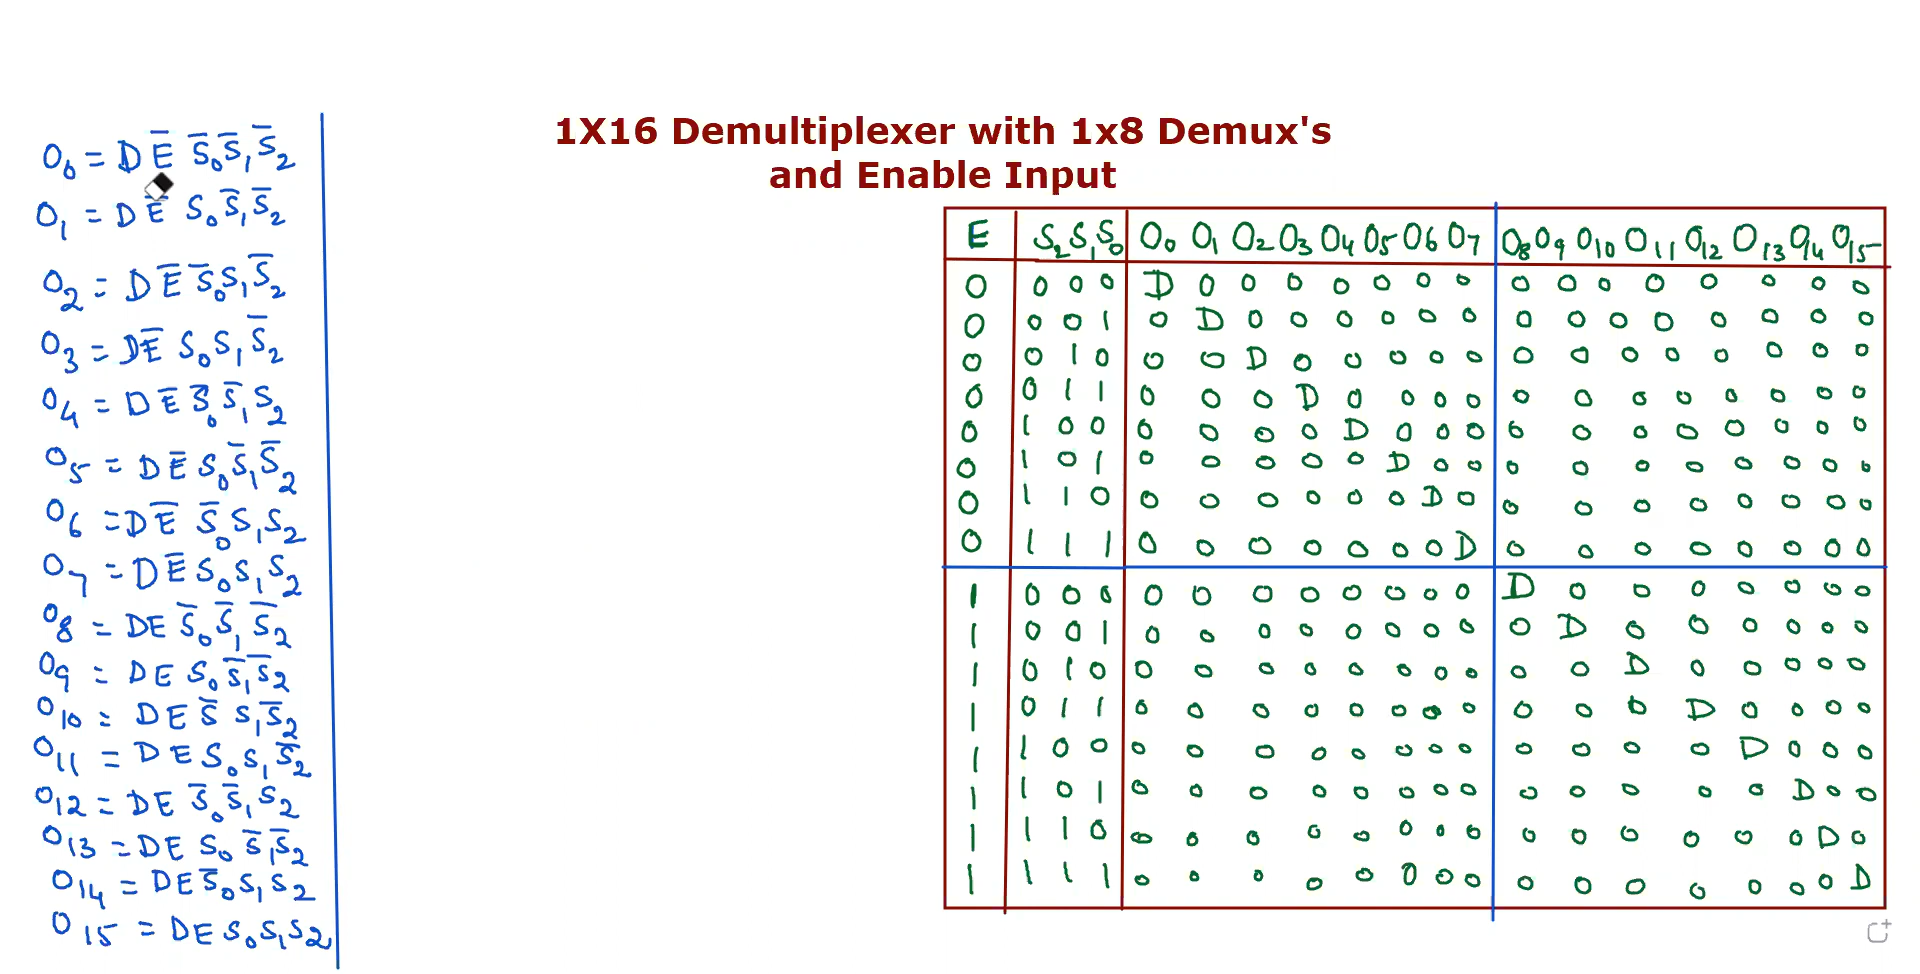 1X16 Demultiplexer with 1x8 Demux's
and Enable Input
O₀ = D E̅ S̅₀ S̅₁ S̅₂
O₁ = D E̅ S₀ S̅₁ S̅₂
O₂ = D E̅ S̅₀ S₁ S̅₂
O₃ = D E̅ S₀ S₁ S̅₂
O₄ = D E̅ S̅₀ S̅₁ S₂
O₅ = D E̅ S₀ S̅₁ S̅₂
O₆ = D E̅ S̅₀ S₁ S₂
O₇ = D E̅ S₀ S₁ S₂
O₈ = D E S̅₀ S̅₁ S̅₂
O₉ = D E S₀ S̅₁ S̅₂
O₁₀ = D E S̅ S₁ S̅₂
O₁₁ = D E S₀ S₁ S̅₂
O₁₂ = D E S̅₀ S̅₁ S₂
O₁₃ = D E S₀ S̅₁ S̅₂
O₁₄ = D E S̅₀ S₁ S₂
O₁₅ = D E S₀ S₁ S₂
E S₂ S₁ S₀ O₀ O₁ O₂ O₃ O₄ O₅ O₆ O₇ O₈ O₉ O₁₀ O₁₁ O₁₂ O₁₃ O₁₄ O₁₅
0 0 0 0 D 0 0 0 0 0 0 0 0 0 0 0 0 0 0 0
0 0 0 1 0 D 0 0 0 0 0 0 0 0 0 0 0 0 0 0
0 0 1 0 0 0 D 0 0 0 0 0 0 0 0 0 0 0 0 0
0 0 1 1 0 0 0 D 0 0 0 0 0 0 0 0 0 0 0 0
0 1 0 0 0 0 0 0 D 0 0 0 0 0 0 0 0 0 0 0
0 1 0 1 0 0 0 0 0 D 0 0 0 0 0 0 0 0 0 0
0 1 1 0 0 0 0 0 0 0 D 0 0 0 0 0 0 0 0 0
0 1 1 1 0 0 0 0 0 0 0 D 0 0 0 0 0 0 0 0
1 0 0 0 0 0 0 0 0 0 0 0 D 0 0 0 0 0 0 0
1 0 0 1 0 0 0 0 0 0 0 0 0 D 0 0 0 0 0 0
1 0 1 0 0 0 0 0 0 0 0 0 0 0 D 0 0 0 0 0
1 0 1 1 0 0 0 0 0 0 0 0 0 0 0 D 0 0 0 0
1 1 0 0 0 0 0 0 0 0 0 0 0 0 0 0 D 0 0 0
1 1 0 1 0 0 0 0 0 0 0 0 0 0 0 0 0 D 0 0
1 1 1 0 0 0 0 0 0 0 0 0 0 0 0 0 0 0 D 0
1 1 1 1 0 0 0 0 0 0 0 0 0 0 0 0 0 0 0 D